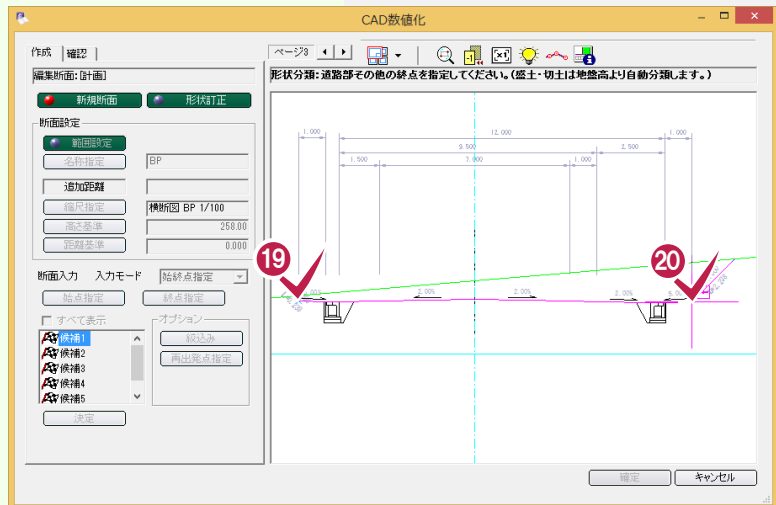 CAD数値化
作成 確認
編集断面:[計画]
新規断面 形状訂正
断面設定
範囲設定
名称指定 BP
追加距離
縮尺指定 横断図 BP 1/100
高さ基準 258.00
距離基準 0.000
断面入力 入力モード 始終点指定
始点指定 終点指定
すべて表示
候補1
候補2
候補3
候補4
候補5
決定
オプション
絞込み
再出発点指定
ページ3
形状分類:道路部その他の終点を指定してください。(盛土・切土は地盤高より自動分類します。)
1.000 12.000 1.000
9.500 2.500
1.500 7.000 1.000
19 20
2.00% 2.00% 2.00%
確定 キャンセル